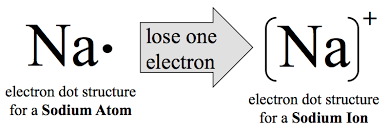 Na•
electron dot structure
for a Sodium Atom
lose one
electron
(Na)+
electron dot structure
for a Sodium Ion